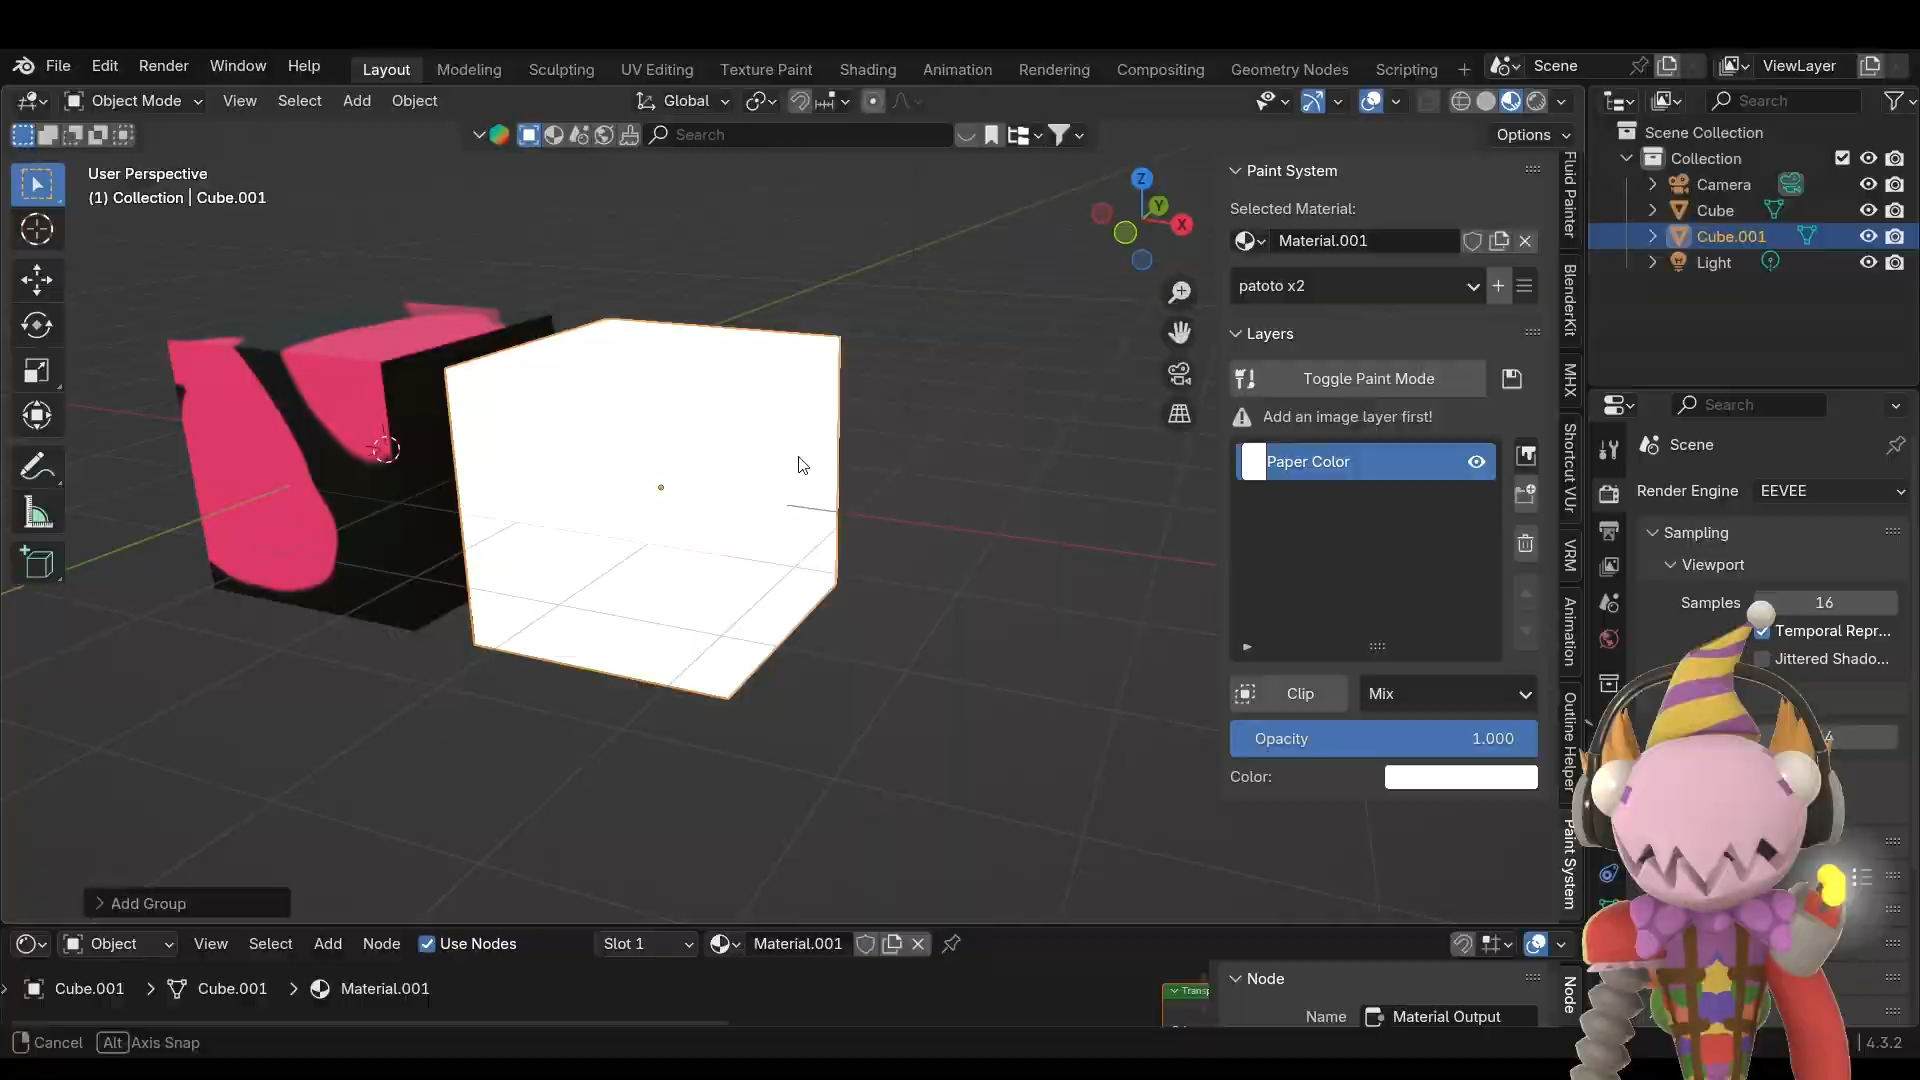 File Edit Render Window Help Layout Modeling Sculpting UV Editing Texture Paint Shading Animation Rendering Compositing Geometry Nodes Scripting + Scene ViewLayer
Object Mode View Select Add Object Global Search
Search Options
Scene Collection
Collection
Camera
Cube
Cube.001
Light
User Perspective
(1) Collection | Cube.001
Z
Y
X
Paint System
Selected Material:
Material.001
patoto x2
Layers
Toggle Paint Mode
Add an image layer first!
Paper Color
Clip Mix
Opacity 1.000
Color:
Fluid Painter
BlenderKit
MHX
Shortcut VUr
VRM
Animation
Outline Helper
Paint System
Search
Scene
Render Engine EEVEE
Sampling
Viewport
Samples 16
Temporal Repr...
Jittered Shado...
4
Add Group
Object View Select Add Node Use Nodes Slot 1 Material.001
Cube.001 Cube.001 Material.001
Transp
Node
Name Material Output
Node
Cancel Alt Axis Snap
4.3.2